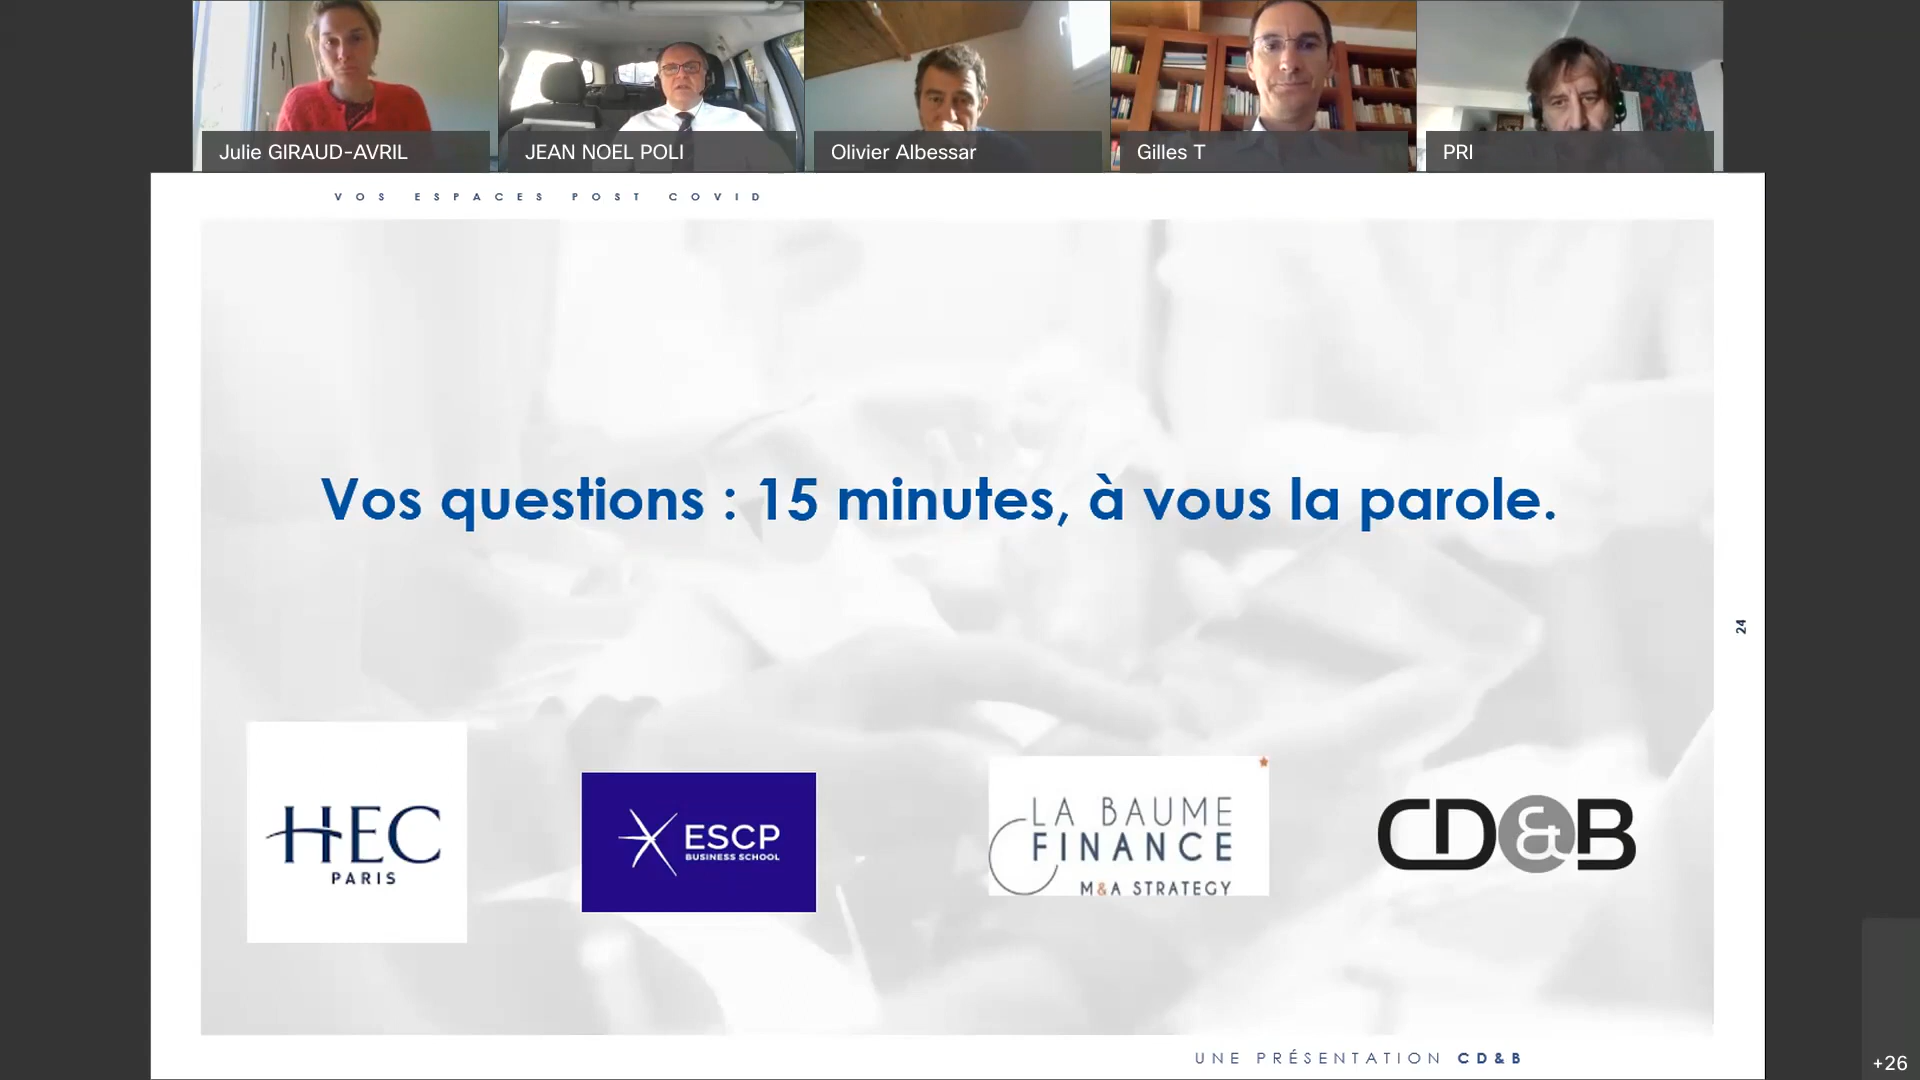 Julie GIRAUD-AVRIL
JEAN NOEL POLI
Olivier Albessar
Gilles T
PRI
VOS ESPACES POST COVID
Vos questions : 15 minutes, à vous la parole.
24
HEC
PARIS
ESCP
BUSINESS SCHOOL
LA BAUME
FINANCE
M&A STRATEGY
CD&B
UNE PRÉSENTATION CD&B
+26